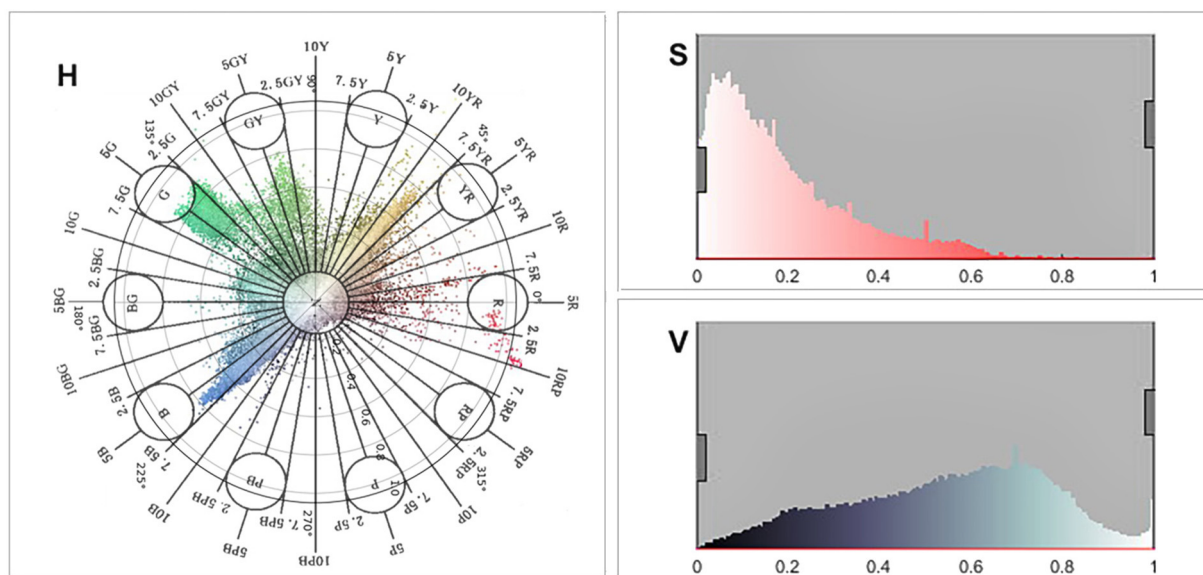 H
10Y
5GY
5Y
10GY
7.5GY
2.5GY
90°
7.5Y
2.5Y
10YR
GY
Y
45°
5YR
135°
2.5G
7.5YR
5G
G
YR
2.5YR
7.5G
10R
10G
2.5BG
7.5R
5BG
180°
BG
R
0°
5R
7.5BG
2.5R
10BG
10RP
2.5B
7.5RP
B
RP
5B
7.5B
5RP
225°
2.5RP
315°
10B
2.5PB
PB
P
7.5P
10P
5PB
7.5PB
270°
2.5P
5P
10PB
0.2
0.4
0.6
0.8
1.0
S
0 0.2 0.4 0.6 0.8 1
V
0 0.2 0.4 0.6 0.8 1